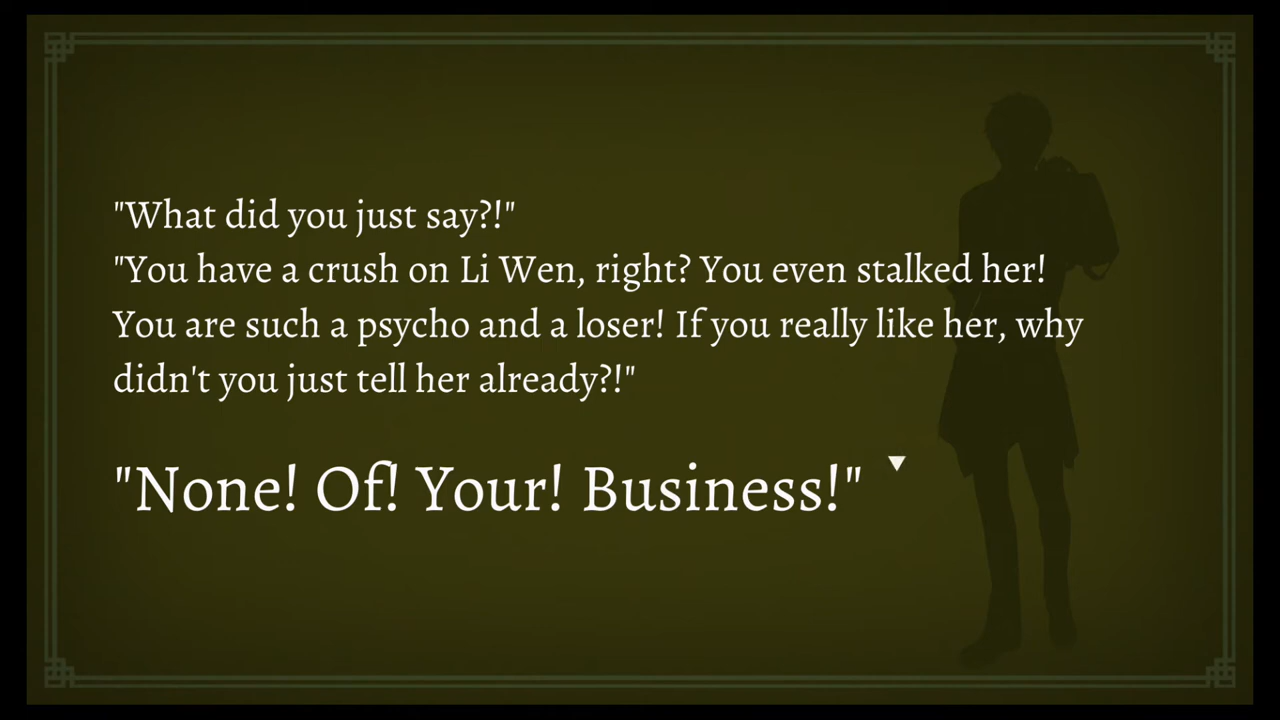 "What did you just say?!"
"You have a crush on Li Wen, right? You even stalked her!
You are such a psycho and a loser! If you really like her, why
didn't you just tell her already?!"
"None! Of! Your! Business!"